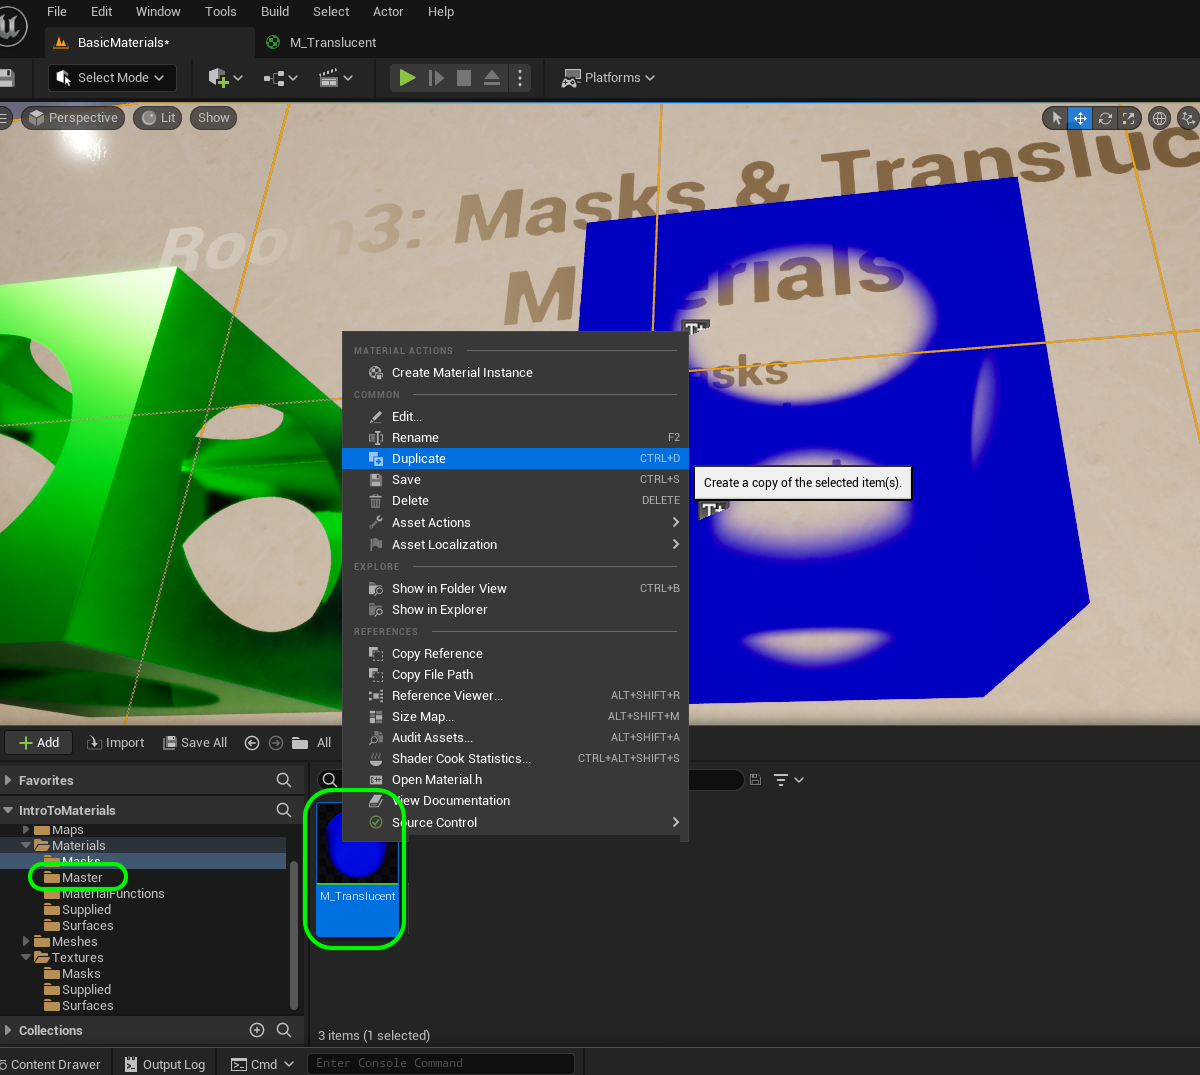 File Edit Window Tools Build Select Actor Help
BasicMaterials* M_Translucent
Select Mode Platforms
Perspective Lit Show
Room3: Masks & Transluc
M erials
asks
MATERIAL ACTIONS
Create Material Instance
COMMON
Edit...
Rename F2
Duplicate CTRL+D
Save CTRL+S
Delete DELETE
Asset Actions
Asset Localization
EXPLORE
Show in Folder View CTRL+B
Show in Explorer
REFERENCES
Copy Reference
Copy File Path
Reference Viewer... ALT+SHIFT+R
Size Map... ALT+SHIFT+M
Audit Assets... ALT+SHIFT+A
Shader Cook Statistics... CTRL+ALT+SHIFT+S
Open Material.h
View Documentation
Source Control
Create a copy of the selected item(s).
T+
T+
Add Import Save All All
Favorites
IntroToMaterials
Maps
Materials
Masks
Master
MaterialFunctions
Supplied
Surfaces
Meshes
Textures
Masks
Supplied
Surfaces
Collections
M_Translucent
3 items (1 selected)
Content Drawer Output Log Cmd Enter Console Command